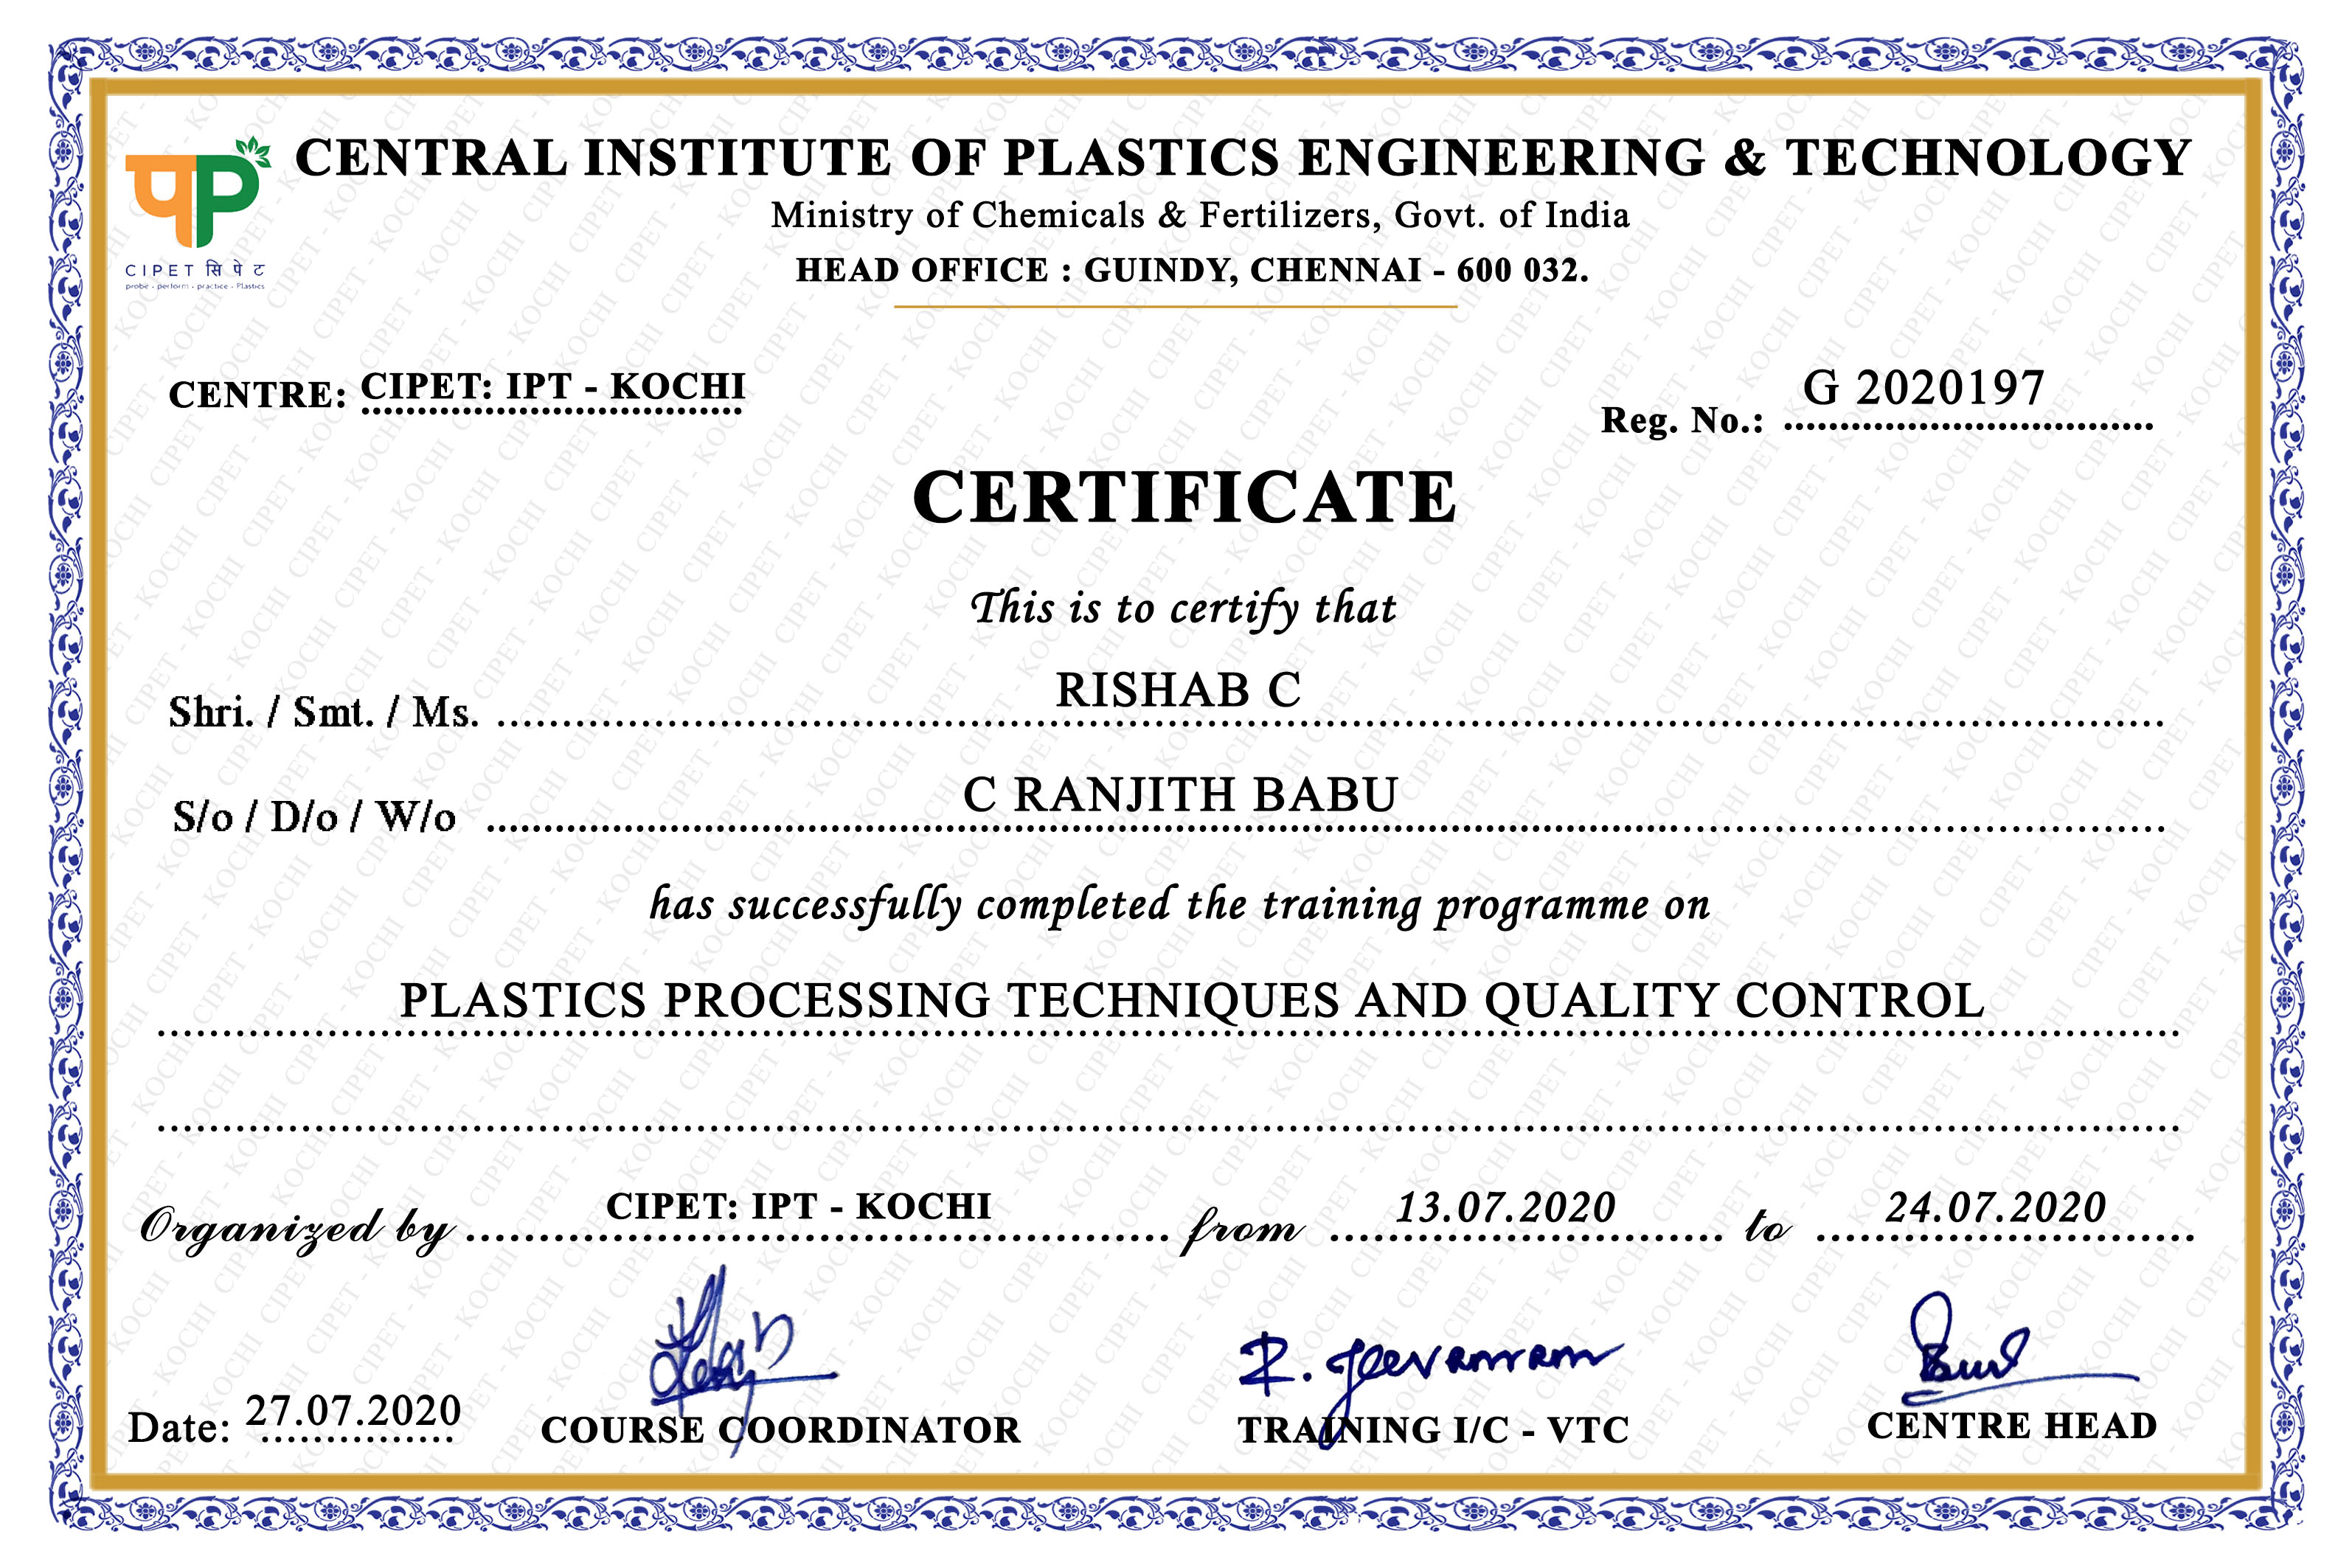 CENTRAL INSTITUTE OF PLASTICS ENGINEERING & TECHNOLOGY
Ministry of Chemicals & Fertilizers, Govt. of India
HEAD OFFICE : GUINDY, CHENNAI - 600 032.
CIPET सिपेट
probe - perform - practice - Plastics
CENTRE: CIPET: IPT - KOCHI
Reg. No.: G 2020197
CERTIFICATE
This is to certify that
Shri. / Smt. / Ms. RISHAB C
S/o / D/o / W/o C RANJITH BABU
has successfully completed the training programme on
PLASTICS PROCESSING TECHNIQUES AND QUALITY CONTROL
Organized by CIPET: IPT - KOCHI from 13.07.2020 to 24.07.2020
R. Jeevanram
Date: 27.07.2020 COURSE COORDINATOR TRAINING I/C - VTC CENTRE HEAD